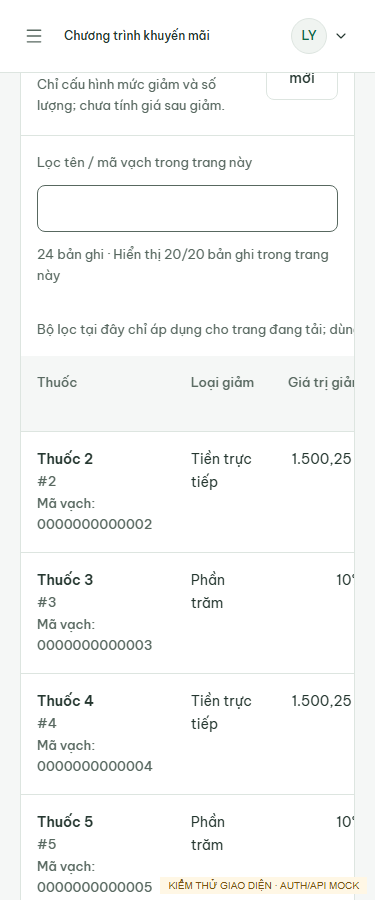 Chương trình khuyến mãi
LY
Chỉ cấu hình mức giảm và số
lượng; chưa tính giá sau giảm.
mới
Lọc tên / mã vạch trong trang này
24 bản ghi · Hiển thị 20/20 bản ghi trong trang
này
Bộ lọc tại đây chỉ áp dụng cho trang đang tải; dùng
Thuốc
Loại giảm
Giá trị giảm
Thuốc 2
#2
Mã vạch:
0000000000002
Tiền trực
tiếp
1.500,25
Thuốc 3
#3
Mã vạch:
0000000000003
Phần
trăm
10%
Thuốc 4
#4
Mã vạch:
0000000000004
Tiền trực
tiếp
1.500,25
Thuốc 5
#5
Mã vạch:
0000000000005
Phần
trăm
10%
KIỂM THỬ GIAO DIỆN · AUTH/API MOCK